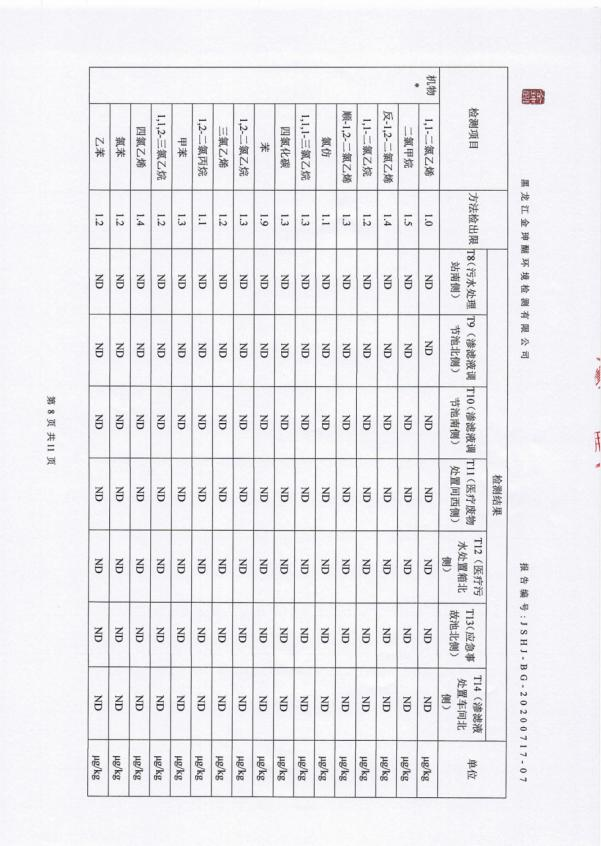 黑龙江金珅醐环境检测有限公司 报告编号:JSHJ-BG-20200717-07
检测项目 方法检出限 检测结果 单位
T8(污水处理站南侧) T9（渗滤液调节池北侧） T10(渗滤液调节池南侧） T11(医疗废物处置间西侧） T12（医疗污水处置箱北侧） T13(应急事故池北侧） T14（渗滤液处置车间北侧）
机物*
1,1-二氯乙烯 1.0 ND ND ND ND ND ND ND μg/kg
二氯甲烷 1.5 ND ND ND ND ND ND ND μg/kg
反-1,2-二氯乙烯 1.4 ND ND ND ND ND ND ND μg/kg
1,1-二氯乙烷 1.2 ND ND ND ND ND ND ND μg/kg
顺-1,2-二氯乙烯 1.3 ND ND ND ND ND ND ND μg/kg
氯仿 1.1 ND ND ND ND ND ND ND μg/kg
1,1,1-三氯乙烷 1.3 ND ND ND ND ND ND ND μg/kg
四氯化碳 1.3 ND ND ND ND ND ND ND μg/kg
苯 1.9 ND ND ND ND ND ND ND μg/kg
1,2-二氯乙烷 1.3 ND ND ND ND ND ND ND μg/kg
三氯乙烯 1.2 ND ND ND ND ND ND ND μg/kg
1,2-二氯丙烷 1.1 ND ND ND ND ND ND ND μg/kg
甲苯 1.3 ND ND ND ND ND ND ND μg/kg
1,1,2-三氯乙烷 1.2 ND ND ND ND ND ND ND μg/kg
四氯乙烯 1.4 ND ND ND ND ND ND ND μg/kg
氯苯 1.2 ND ND ND ND ND ND ND μg/kg
乙苯 1.2 ND ND ND ND ND ND ND μg/kg
第 8 页 共11 页